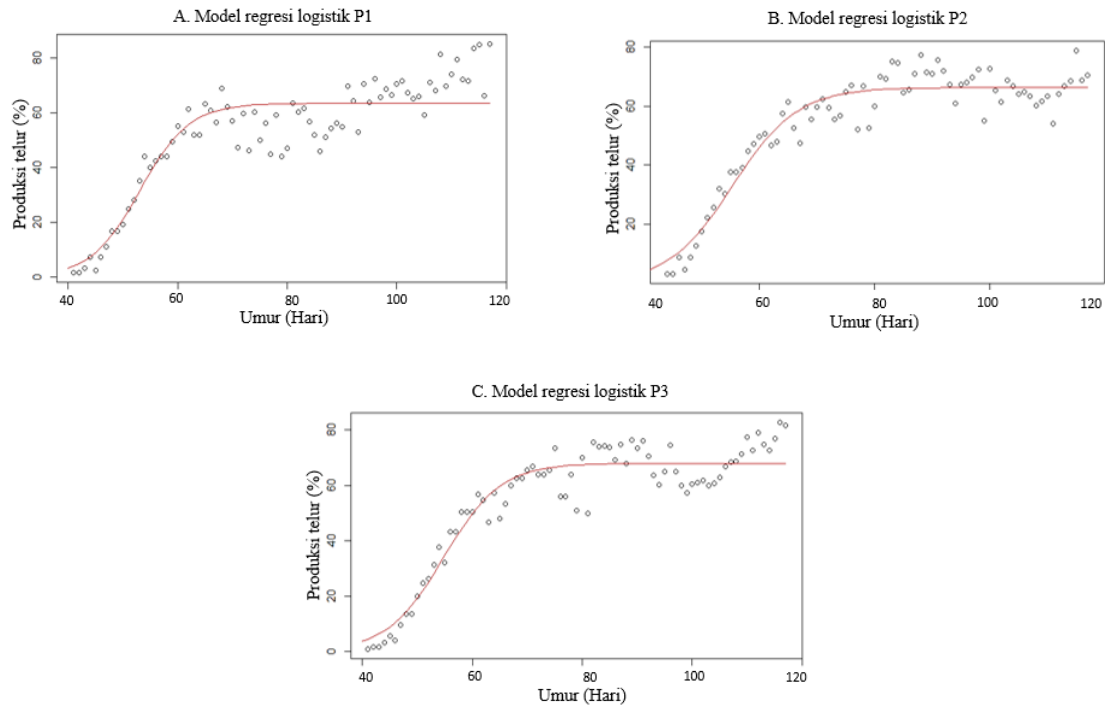 A. Model regresi logistik P1
Produksi telur (%)
80
60
40
20
0
40 60 80 100 120
Umur (Hari)
B. Model regresi logistik P2
Produksi telur (%)
80
60
40
20
40 60 80 100 120
Umur (Hari)
C. Model regresi logistik P3
Produksi telur (%)
80
60
40
20
0
40 60 80 100 120
Umur (Hari)